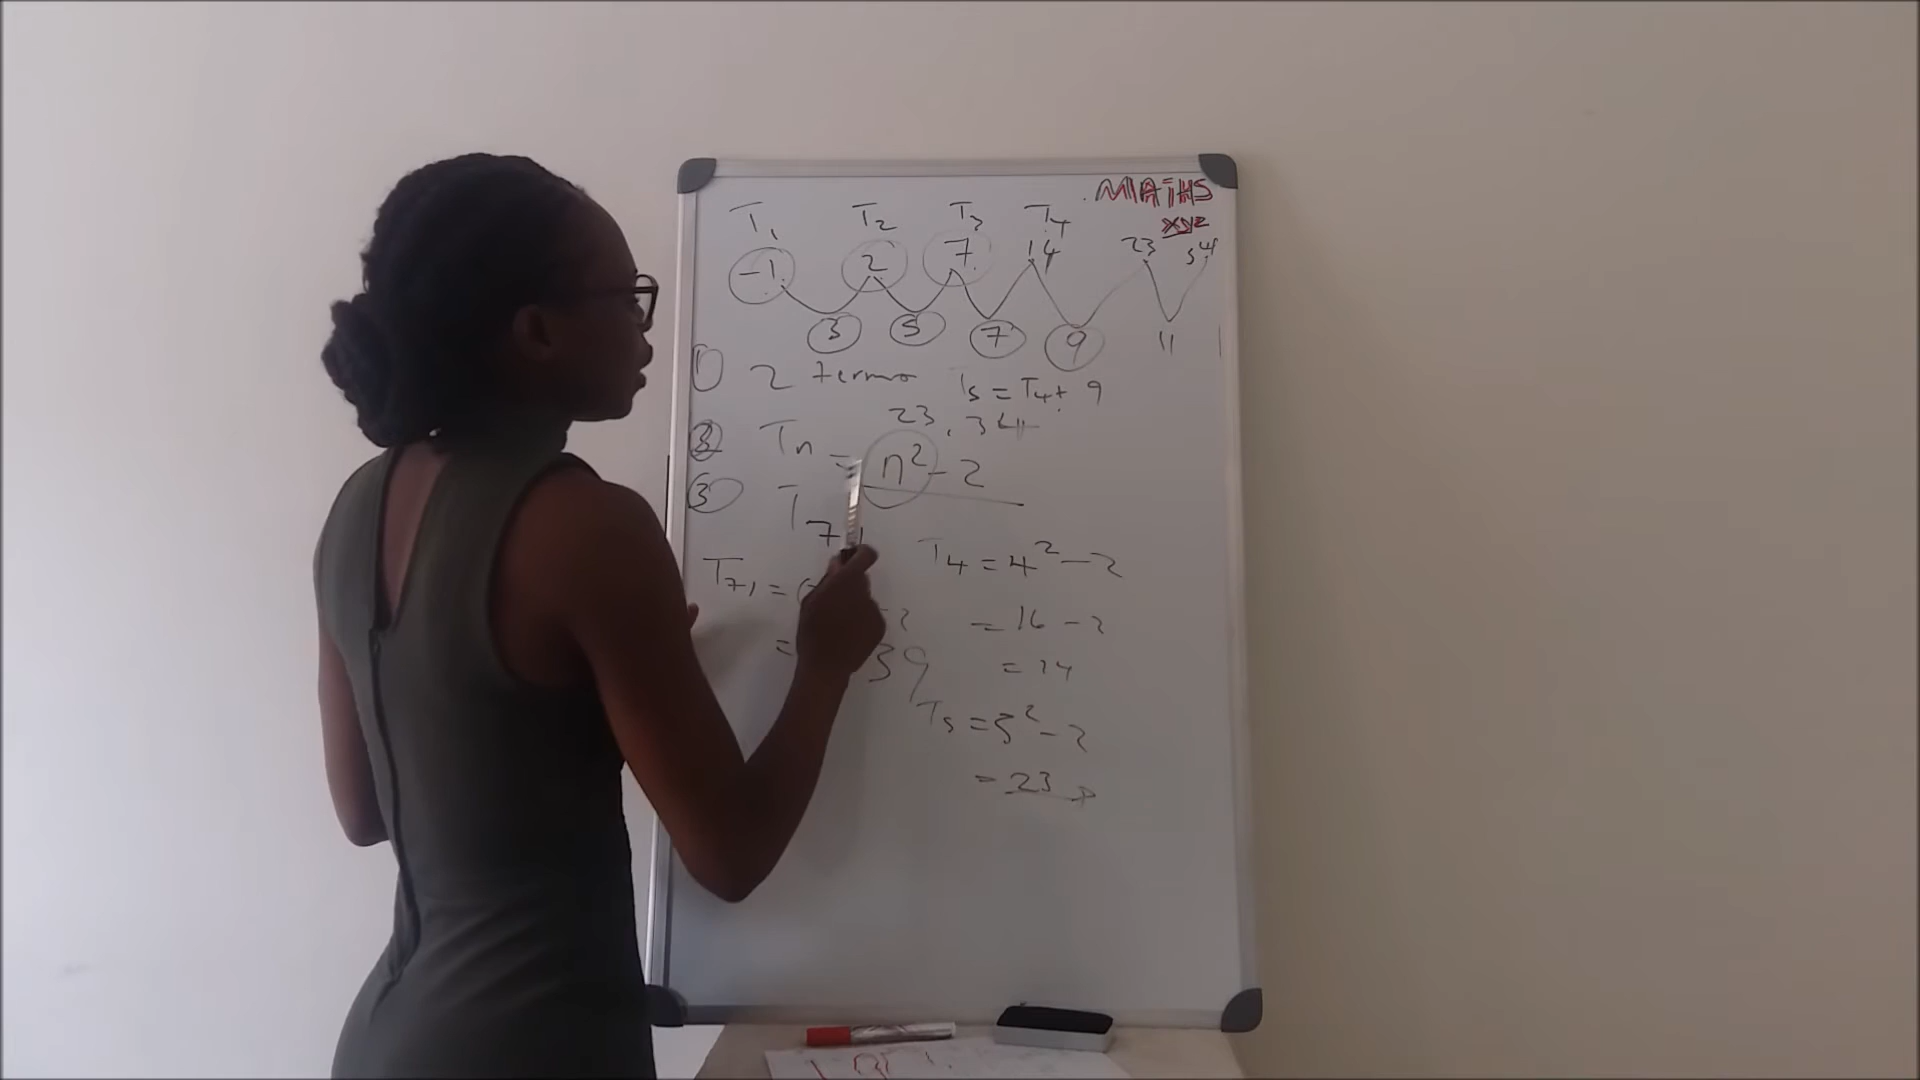 MATHS
xyz
T1 T2 T3 T4
-1 2 7 14 23 34
3 5 7 9 11
① 2 terms T5 = T4 + 9
23, 34
② Tn = n² - 2
③ T71
T4 = 4² - 2
T71 =
= 16 - 2
39
= 14
T5 = 5² - 2
= 23